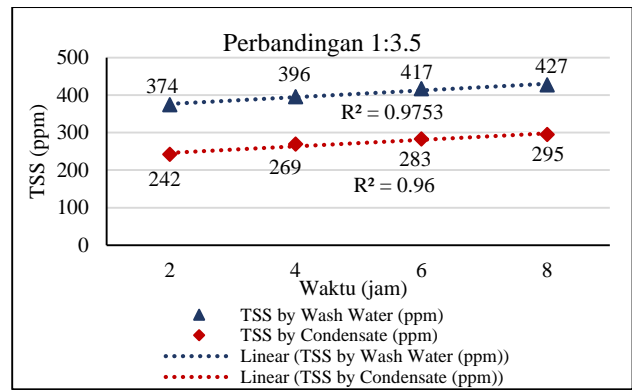 Perbandingan 1:3.5
500
400
300
200
100
0
TSS (ppm)
374
396
417
427
R² = 0.9753
242
269
283
295
R² = 0.96
2
4
6
8
Waktu (jam)
TSS by Wash Water (ppm)
TSS by Condensate (ppm)
Linear (TSS by Wash Water (ppm))
Linear (TSS by Condensate (ppm))